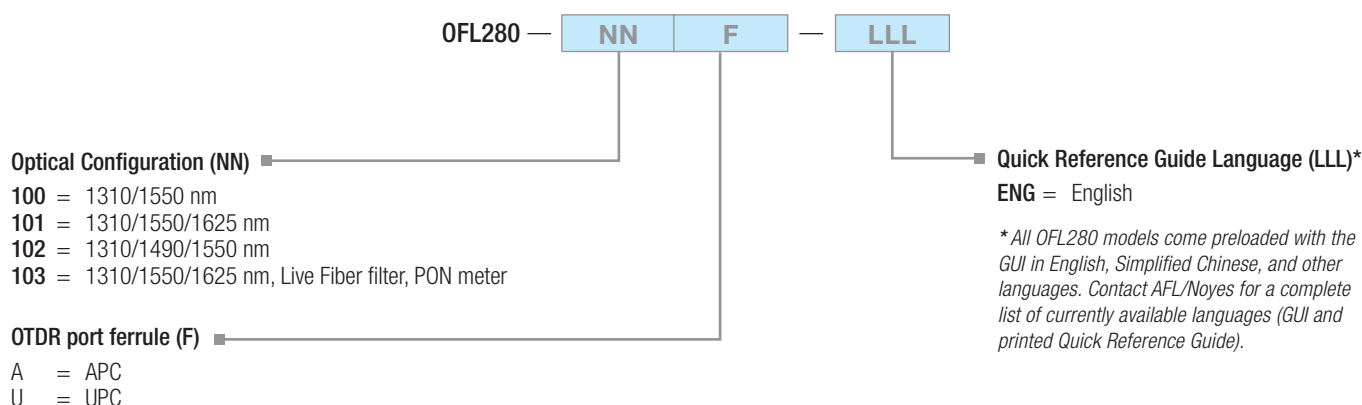 OFL280 — NN F — LLL
Optical Configuration (NN)
100 = 1310/1550 nm
101 = 1310/1550/1625 nm
102 = 1310/1490/1550 nm
103 = 1310/1550/1625 nm, Live Fiber filter, PON meter
OTDR port ferrule (F)
A = APC
U = UPC
Quick Reference Guide Language (LLL)*
ENG = English
* All OFL280 models come preloaded with the
GUI in English, Simplified Chinese, and other
languages. Contact AFL/Noyes for a complete
list of currently available languages (GUI and
printed Quick Reference Guide).